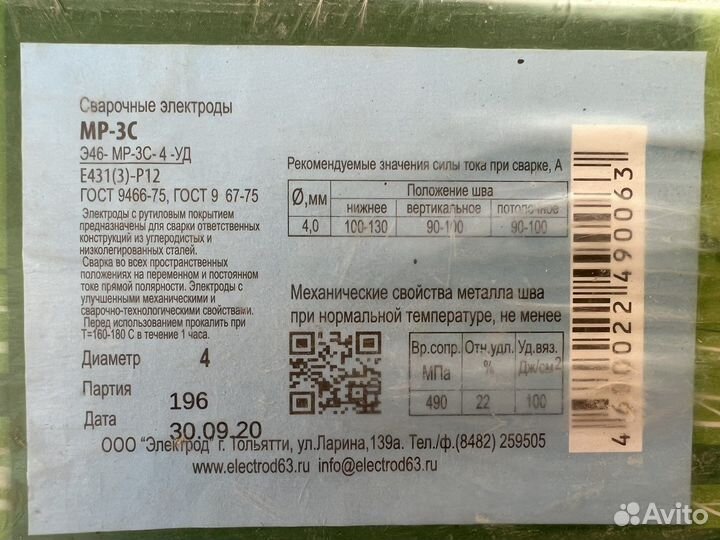 Сварочные электроды
МР-3С
Э46- МР-3С- 4 -УД
Е431(3)-Р12
ГОСТ 9466-75, ГОСТ 9 67-75
Электроды с рутиловым покрытием
предназначены для сварки ответственных
конструкций из углеродистых и
низколегированных сталей.
Сварка во всех пространственных
положениях на переменном и постоянном
токе прямой полярности. Электроды с
улучшенными механическими и
сварочно-технологическими свойствами.
Перед использованием прокалить при
Т=160-180 С в течение 1 часа.
Диаметр 4
Партия 196
Дата 30.09.20
Рекомендуемые значения силы тока при сварке, А
Ø,мм Положение шва
нижнее вертикальное потолочное
4,0 100-130 90-100 90-100
Механические свойства металла шва
при нормальной температуре, не менее
Вр.сопр. Отн.удл. Уд.вяз.
МПа % Дж/см²
490 22 100
ООО "Электрод" г. Тольятти, ул.Ларина,139а. Тел./ф.(8482) 259505
www.electrod63.ru info@electrod63.ru
4 610022 490063
Avito